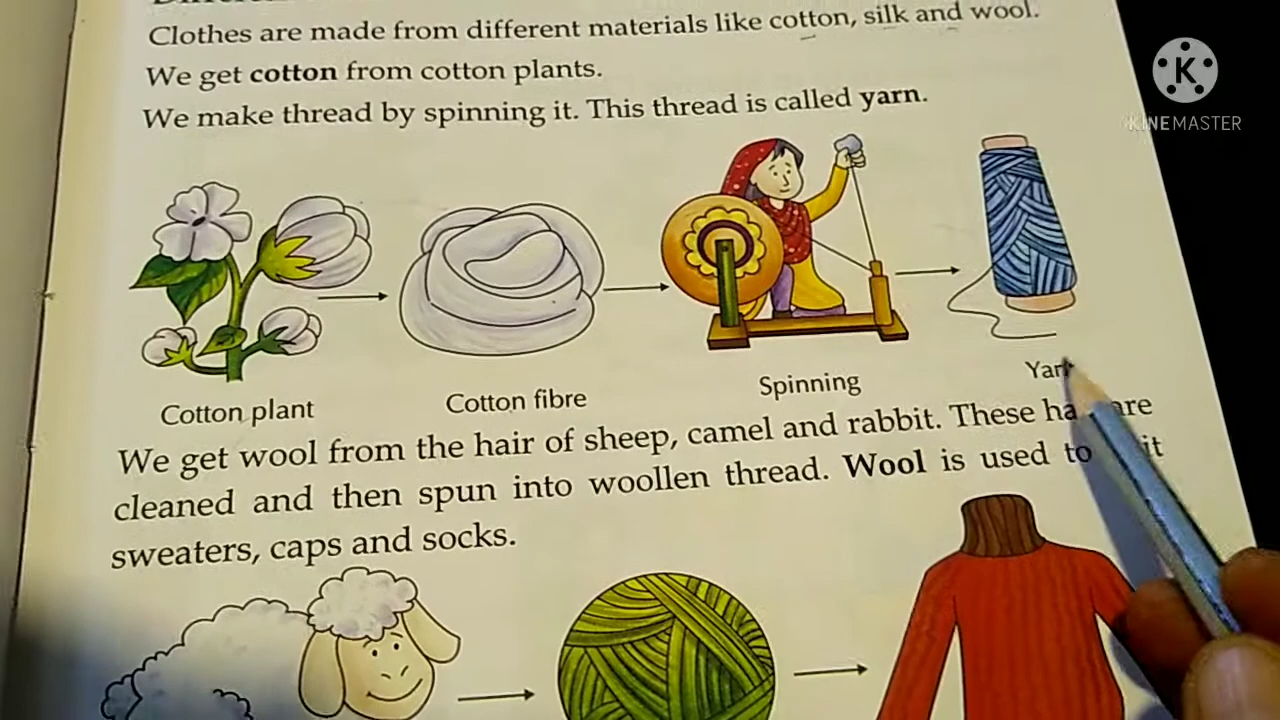 Clothes are made from different materials like cotton, silk and wool.
We get cotton from cotton plants.
We make thread by spinning it. This thread is called yarn.
K
KINEMASTER
Cotton plant
Cotton fibre
Spinning
We get wool from the hair of sheep, camel and rabbit. These are
cleaned and then spun into woollen thread. Wool is used to
sweaters, caps and socks.